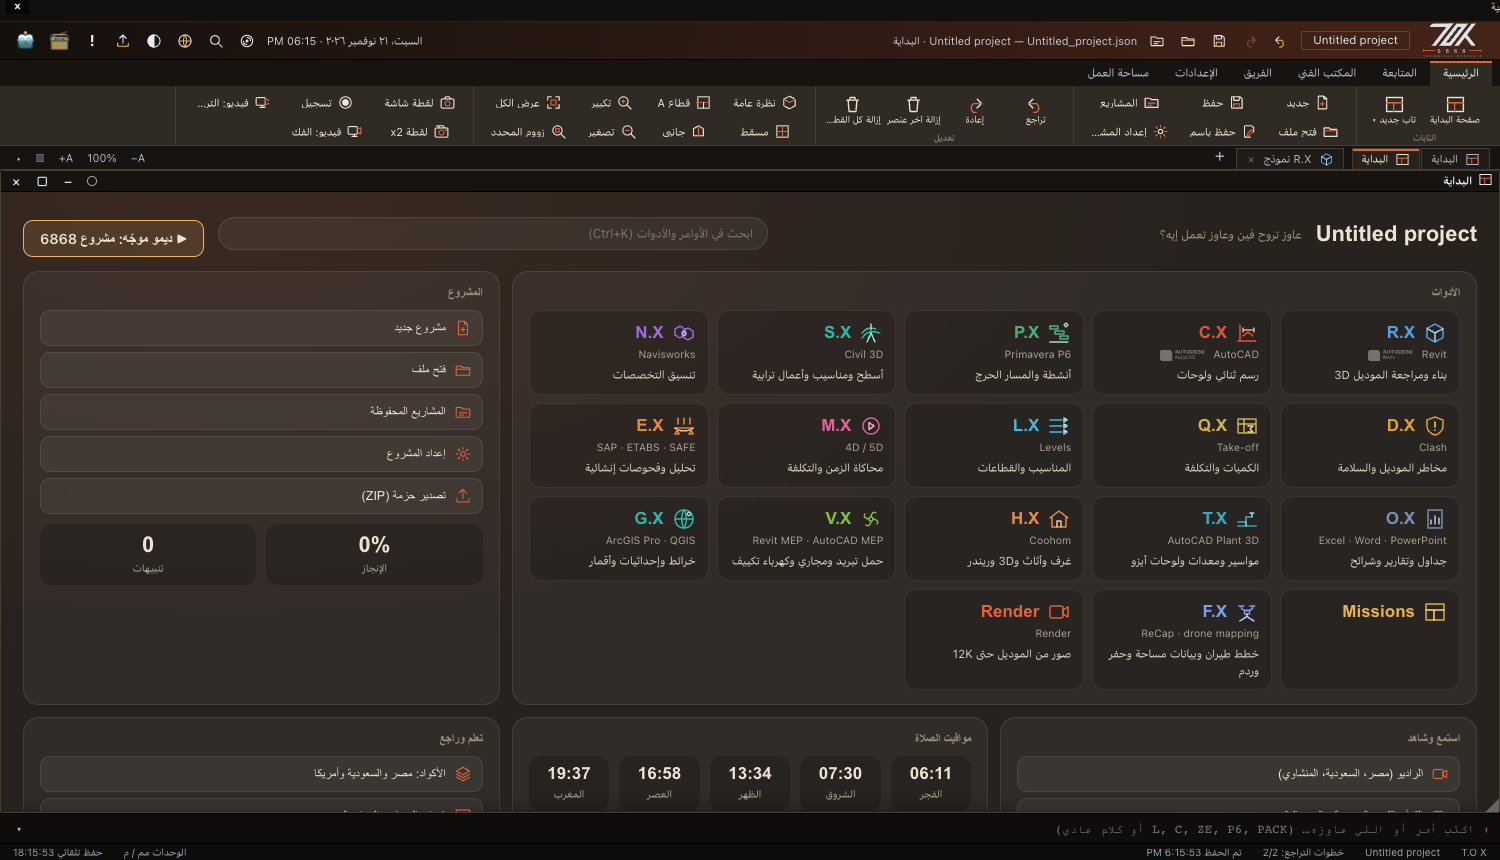 السبت، ٢١ نوفمبر ٢٠٢٦ · 06:15 PM
Untitled project
البداية · Untitled project — Untitled_project.json
TOX
6868
الرئيسية
المتابعة
المكتب الفني
الفريق
الإعدادات
مساحة العمل
صفحة البداية
تاب جديد
التابات
جديد
حفظ
المشاريع
فتح ملف
حفظ باسم
إعداد المشـ...
تراجع
إعادة
إزالة آخر عنصر
إزالة كل القط...
تعديل
نظرة عامة
قطاع A
تكبير
عرض الكل
مسقط
جانبي
تصغير
زووم المحدد
لقطة شاشة
تسجيل
فيديو: التر...
لقطة x2
فيديو: الفك
البداية
البداية
R.X نموذج ×
+
A−
100%
A+
البداية
Untitled project
عاوز تروح فين وعاوز تعمل إيه؟
ابحث في الأوامر والأدوات (Ctrl+K)
ديمو موجّه: مشروع 6868
الأدوات
R.X
Revit
AUTODESK
Revit
بناء ومراجعة الموديل 3D
C.X
AutoCAD
AUTODESK
AutoCAD
رسم ثنائي ولوحات
P.X
Primavera P6
أنشطة والمسار الحرج
S.X
Civil 3D
أسطح ومناسيب وأعمال ترابية
N.X
Navisworks
تنسيق التخصصات
D.X
Clash
مخاطر الموديل والسلامة
Q.X
Take-off
الكميات والتكلفة
L.X
Levels
المناسيب والقطاعات
M.X
4D / 5D
محاكاة الزمن والتكلفة
E.X
SAP · ETABS · SAFE
تحليل وفحوصات إنشائية
O.X
Excel · Word · PowerPoint
جداول وتقارير وشرائح
T.X
AutoCAD Plant 3D
مواسير ومعدات ولوحات أيزو
H.X
Coohom
غرف وأثاث و3D وريندر
V.X
Revit MEP · AutoCAD MEP
حمل تبريد ومجاري وكهرباء تكييف
G.X
ArcGIS Pro · QGIS
خرائط وإحداثيات وأقمار
Missions
F.X
ReCap · drone mapping
خطط طيران وبيانات مساحة وحفر
وردم
Render
Render
صور من الموديل حتى 12K
المشروع
مشروع جديد
فتح ملف
المشاريع المحفوظة
إعداد المشروع
تصدير حزمة (ZIP)
0%
الإنجاز
0
تنبيهات
استمع وشاهد
الراديو (مصر، السعودية، المنشاوي)
مواقيت الصلاة
06:11
الفجر
07:30
الشروق
13:34
الظهر
16:58
العصر
19:37
المغرب
تعلم وراجع
الأكواد: مصر والسعودية وأمريكا
اكتب أمر أو اللي عاوزه… (L, C, ZE, P6, PACK أو كلام عادي)
T.O X
Untitled project
خطوات التراجع: 2/2
تم الحفظ 6:15:53 PM
الوحدات مم / م
حفظ تلقائي 18:15:53